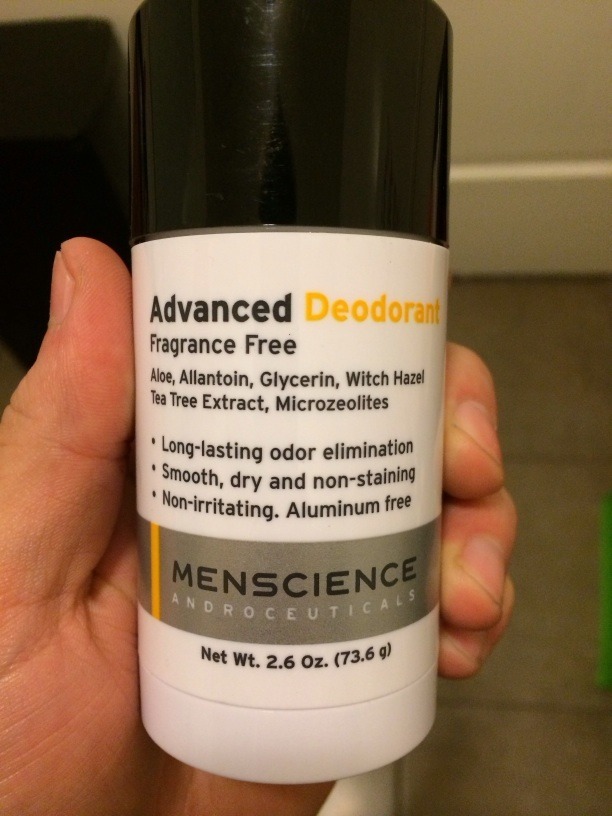 Advanced Deodorant
Fragrance Free
Aloe, Allantoin, Glycerin, Witch Hazel
Tea Tree Extract, Microzeolites
• Long-lasting odor elimination
• Smooth, dry and non-staining
• Non-irritating. Aluminum free
MENSCIENCE
ANDROCEUTICALS
Net Wt. 2.6 Oz. (73.6 g)